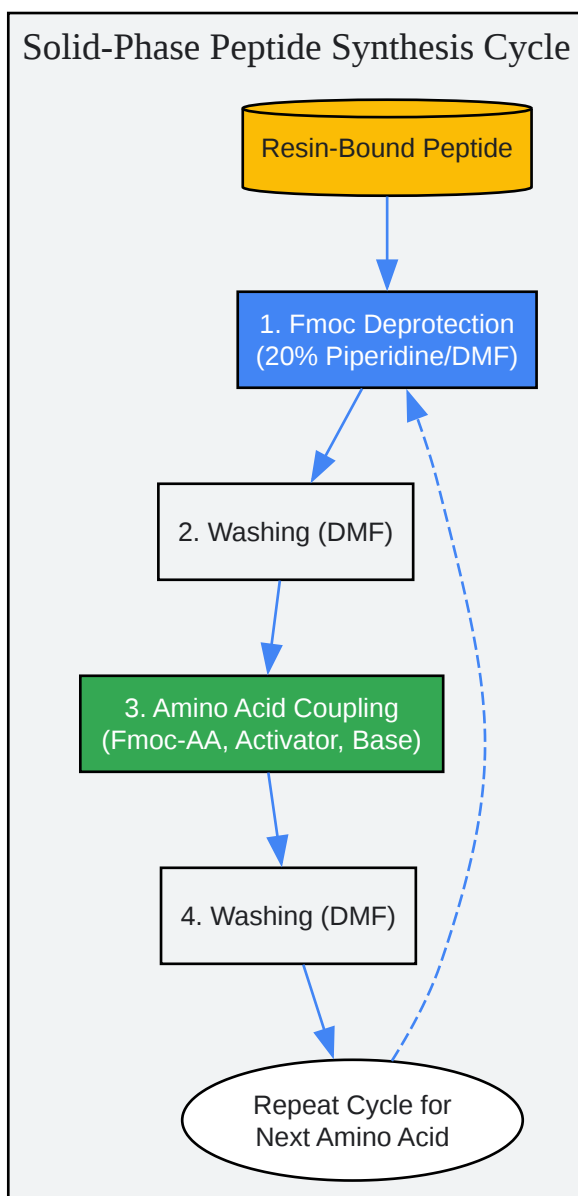 Solid-Phase Peptide Synthesis Cycle
Resin-Bound Peptide
1. Fmoc Deprotection
(20% Piperidine/DMF)
2. Washing (DMF)
3. Amino Acid Coupling
(Fmoc-AA, Activator, Base)
4. Washing (DMF)
Repeat Cycle for
Next Amino Acid